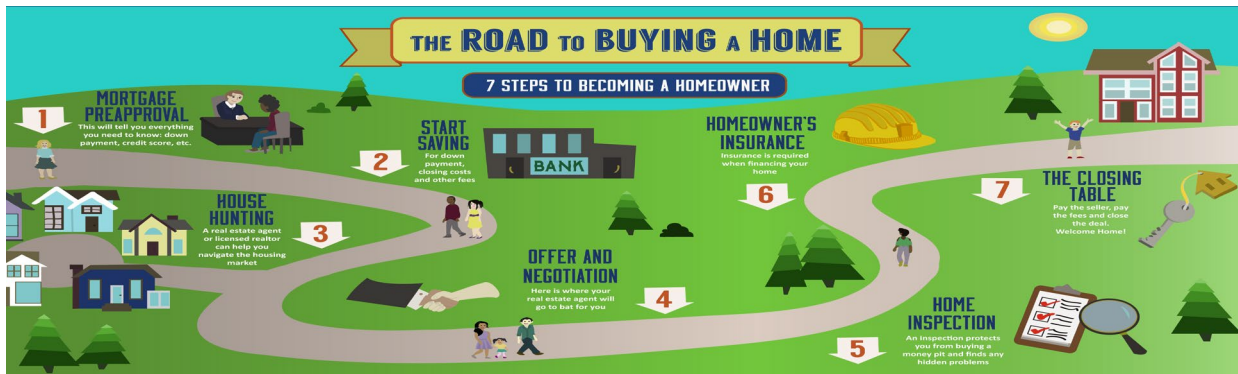 THE ROAD TO BUYING A HOME
7 STEPS TO BECOMING A HOMEOWNER
1
MORTGAGE
PREAPPROVAL
This will tell you everything
you need to know: down
payment, credit score, etc.
2
START
SAVING
For down
payment,
closing costs
and other fees
BANK
HOUSE
HUNTING
A real estate agent
or licensed realtor
can help you
navigate the housing
market
3
OFFER AND
NEGOTIATION
Here is where your
real estate agent will
go to bat for you
4
5
HOME
INSPECTION
An inspection protects
you from buying a
money pit and finds any
hidden problems
HOMEOWNER'S
INSURANCE
Insurance is required
when financing your
home
6
7
THE CLOSING
TABLE
Pay the seller, pay
the fees and close
the deal.
Welcome Home!